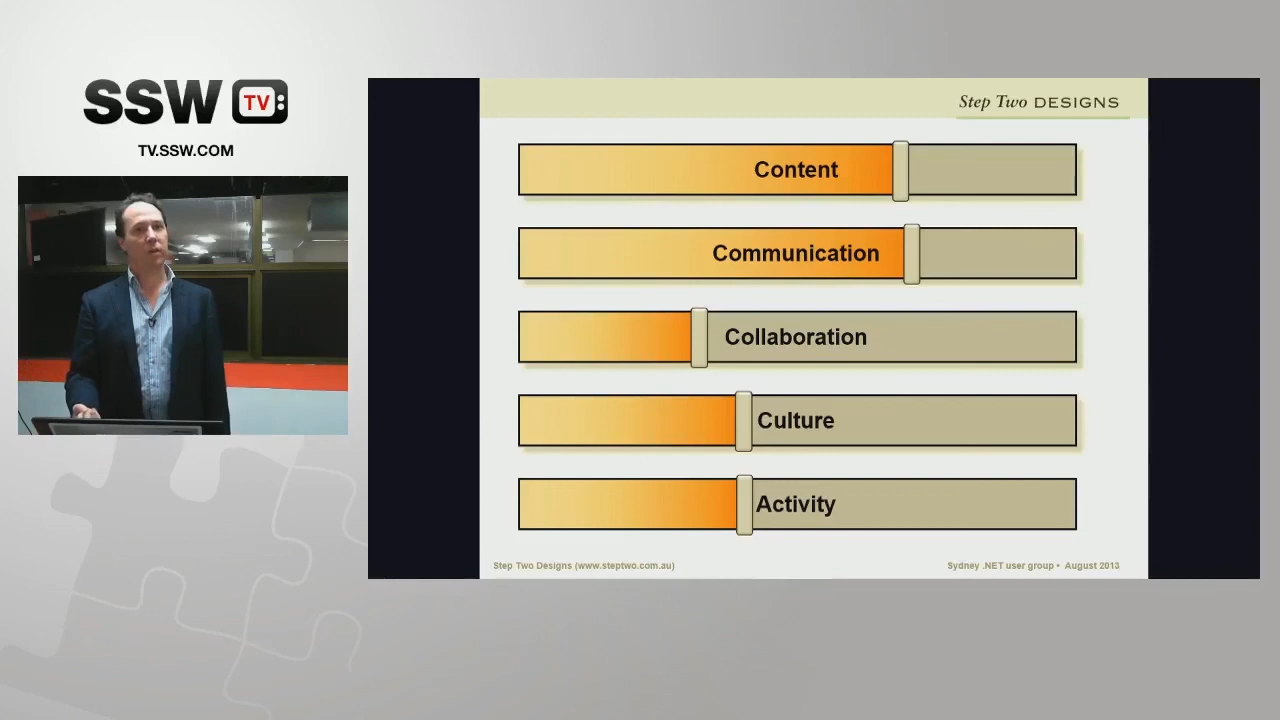 SSW TV:
TV.SSW.COM
Step Two DESIGNS
Content
Communication
Collaboration
Culture
Activity
Step Two Designs (www.steptwo.com.au)
Sydney .NET user group • August 2013